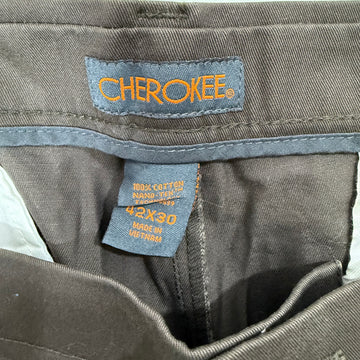 CHEROKEE®
100% COTTON
42X30
MADE IN
VIETNAM